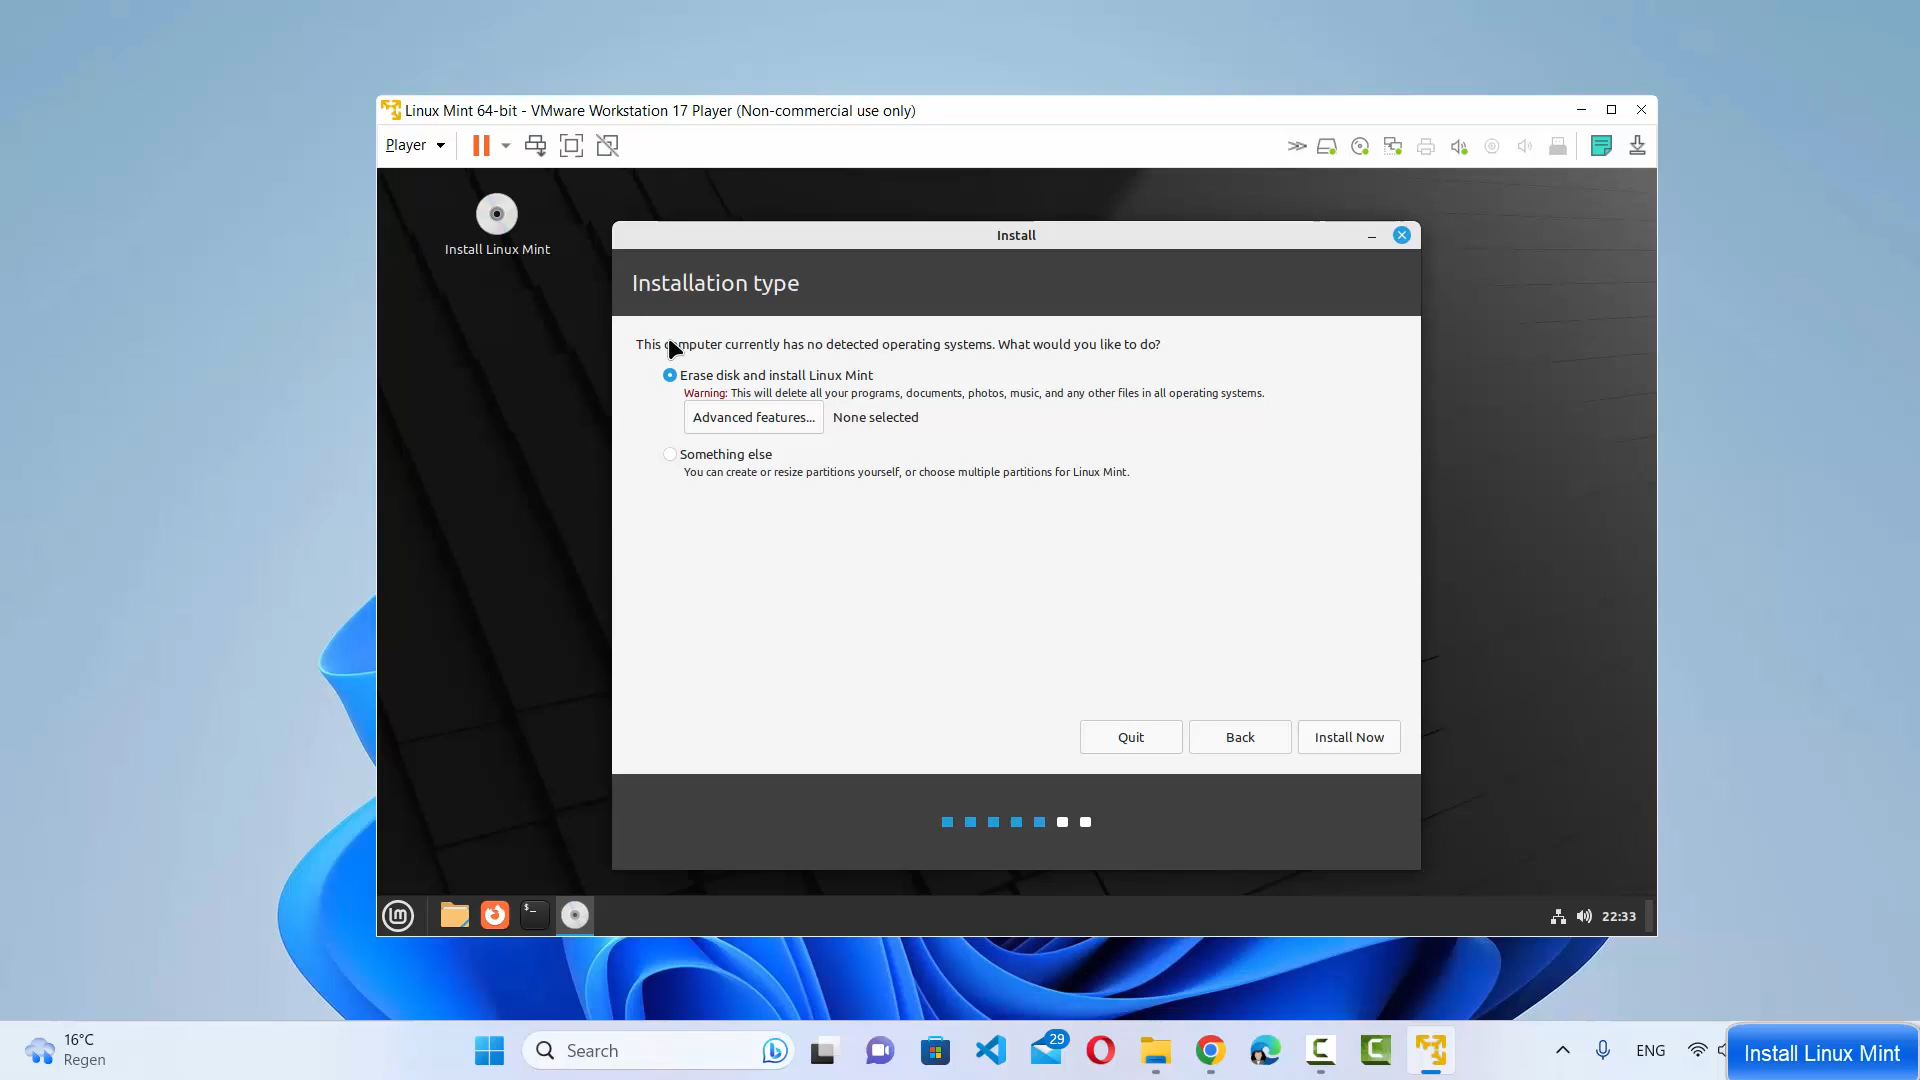 Linux Mint 64-bit - VMware Workstation 17 Player (Non-commercial use only)
Player
Install Linux Mint
Install
Installation type
This computer currently has no detected operating systems. What would you like to do?
Erase disk and install Linux Mint
Warning: This will delete all your programs, documents, photos, music, and any other files in all operating systems.
Advanced features... None selected
Something else
You can create or resize partitions yourself, or choose multiple partitions for Linux Mint.
Quit Back Install Now
22:33
16°C
Regen
Search
29
ENG
Install Linux Mint